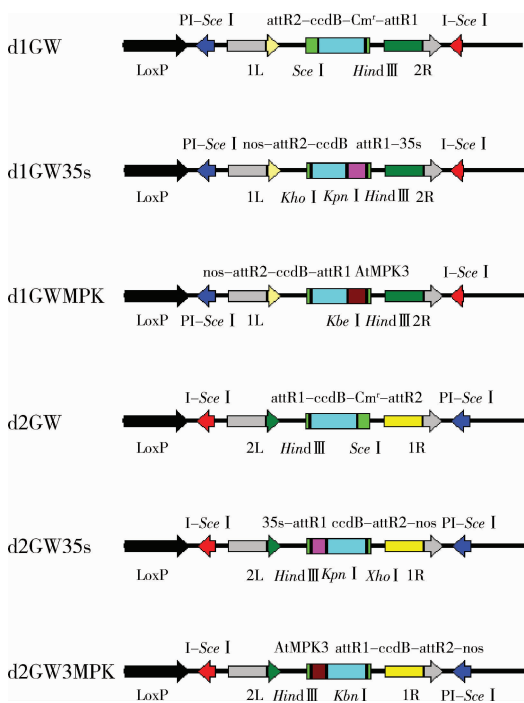 PI-Sce I attR2-ccdB-Cmʳ-attR1 I-Sce I
d1GW
LoxP 1L Sce I Hind Ⅲ 2R
PI-Sce I nos-attR2-ccdB attR1-35s I-Sce I
d1GW35s
LoxP 1L Kho I Kpn I Hind Ⅲ 2R
nos-attR2-ccdB-attR1 AtMPK3 I-Sce I
d1GWMPK
PI-Sce I 1L Kbe I Hind Ⅲ 2R
LoxP
I-Sce I attR1-ccdB-Cmʳ-attR2 PI-Sce I
d2GW
LoxP 2L Hind Ⅲ Sce I 1R
I-Sce I 35s-attR1 ccdB-attR2-nos PI-Sce I
d2GW35s
LoxP 2L Hind Ⅲ Kpn I Xho I 1R
I-Sce I AtMPK3 attR1-ccdB-attR2-nos
d2GW3MPK
LoxP 2L Hind Ⅲ Kbn I 1R PI-Sce I